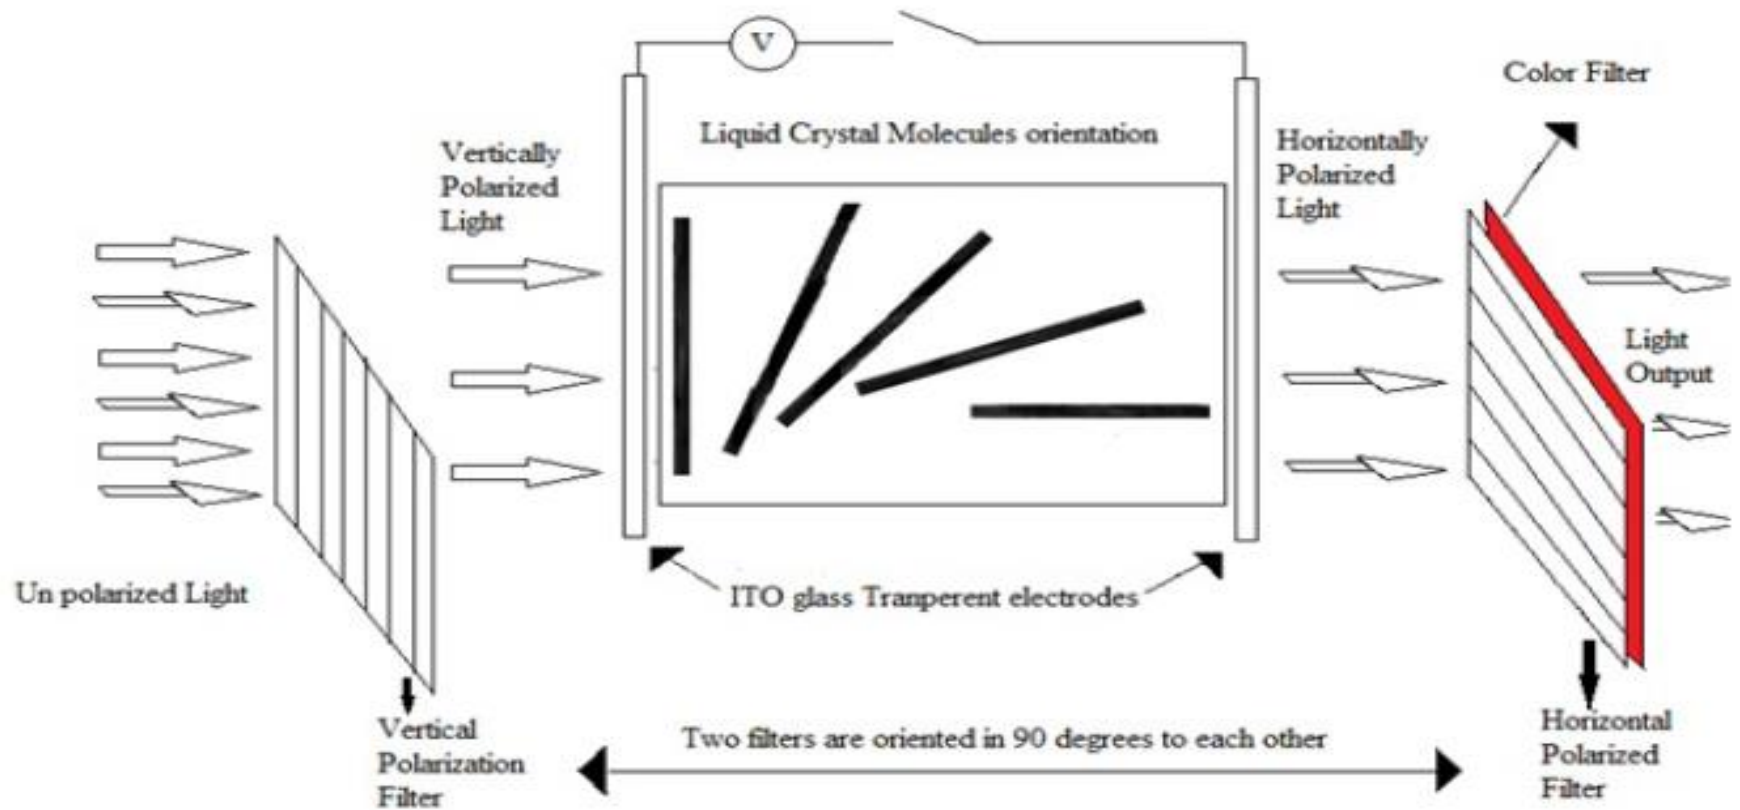 V
Color Filter
Liquid Crystal Molecules orientation
Vertically
Polarized
Light
Horizontally
Polarized
Light
Light
Output
Un polarized Light
ITO glass Tranperent electrodes
Vertical
Polarization
Filter
Two filters are oriented in 90 degrees to each other
Horizontal
Polarized
Filter